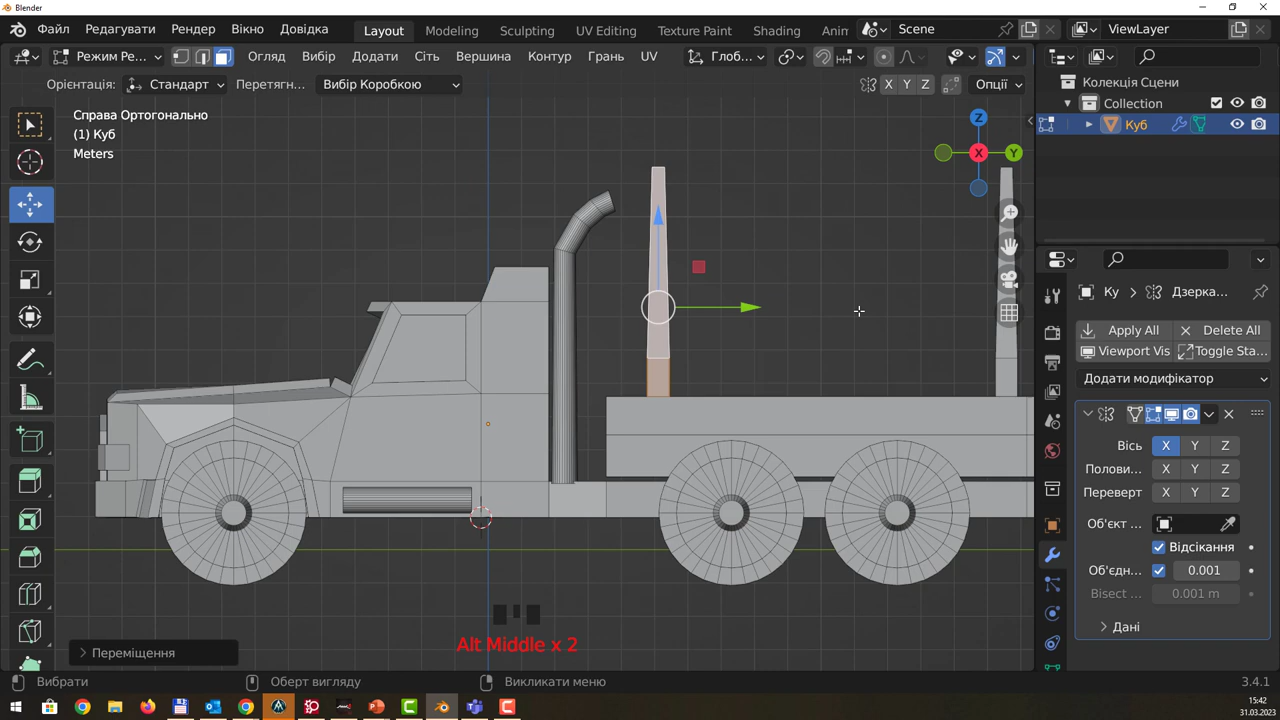 Blender
Файл Редагувати Рендер Вікно Довідка Layout Modeling Sculpting UV Editing Texture Paint Shading Anim Scene ViewLayer
Режим Ре... Огляд Вибір Додати Сіть Вершина Контур Грань UV Глоб...
Орієнтація: Стандарт Перетягн... Вибір Коробкою X Y Z Опції
Справа Ортогонально
(1) Куб
Meters
Z
X
Y
Колекція Сцени
Collection
Куб
Ку Дзерка...
Apply All Delete All
Viewport Vis Toggle Sta...
Додати модифікатор
Вісь X Y Z
Полови... X Y Z
Переверт X Y Z
Об'єкт ...
Відсікання
Об'єдн... 0.001
Bisect ... 0.001 m
Дані
Alt Middle x 2
Переміщення
Вибрати Оберт вигляду Викликати меню 3.4.1
15:42
31.03.2023